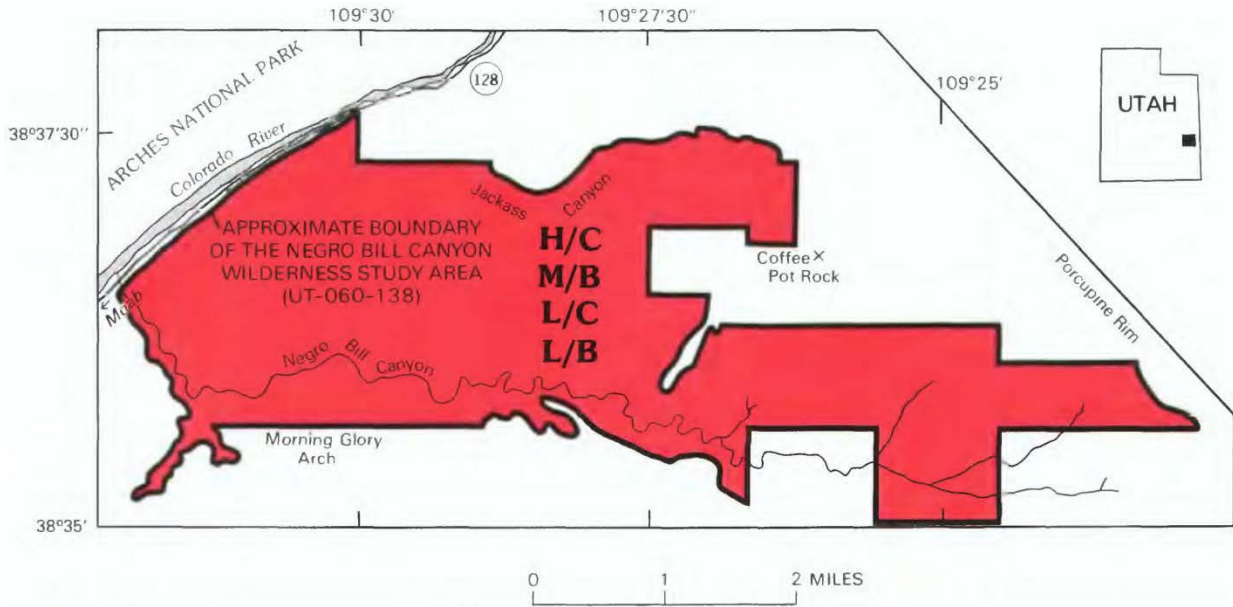 109°30'
109°27'30"
128
109°25'
UTAH
ARCHES NATIONAL PARK
38°37'30"
Colorado River
Jackass Canyon
APPROXIMATE BOUNDARY
OF THE NEGRO BILL CANYON
WILDERNESS STUDY AREA
(UT-060-138)
H/C
M/B
L/C
L/B
Coffee
Pot Rock
Porcupine Rim
Moab
Negro Bill Canyon
Morning Glory
Arch
38°35'
0 1 2 MILES